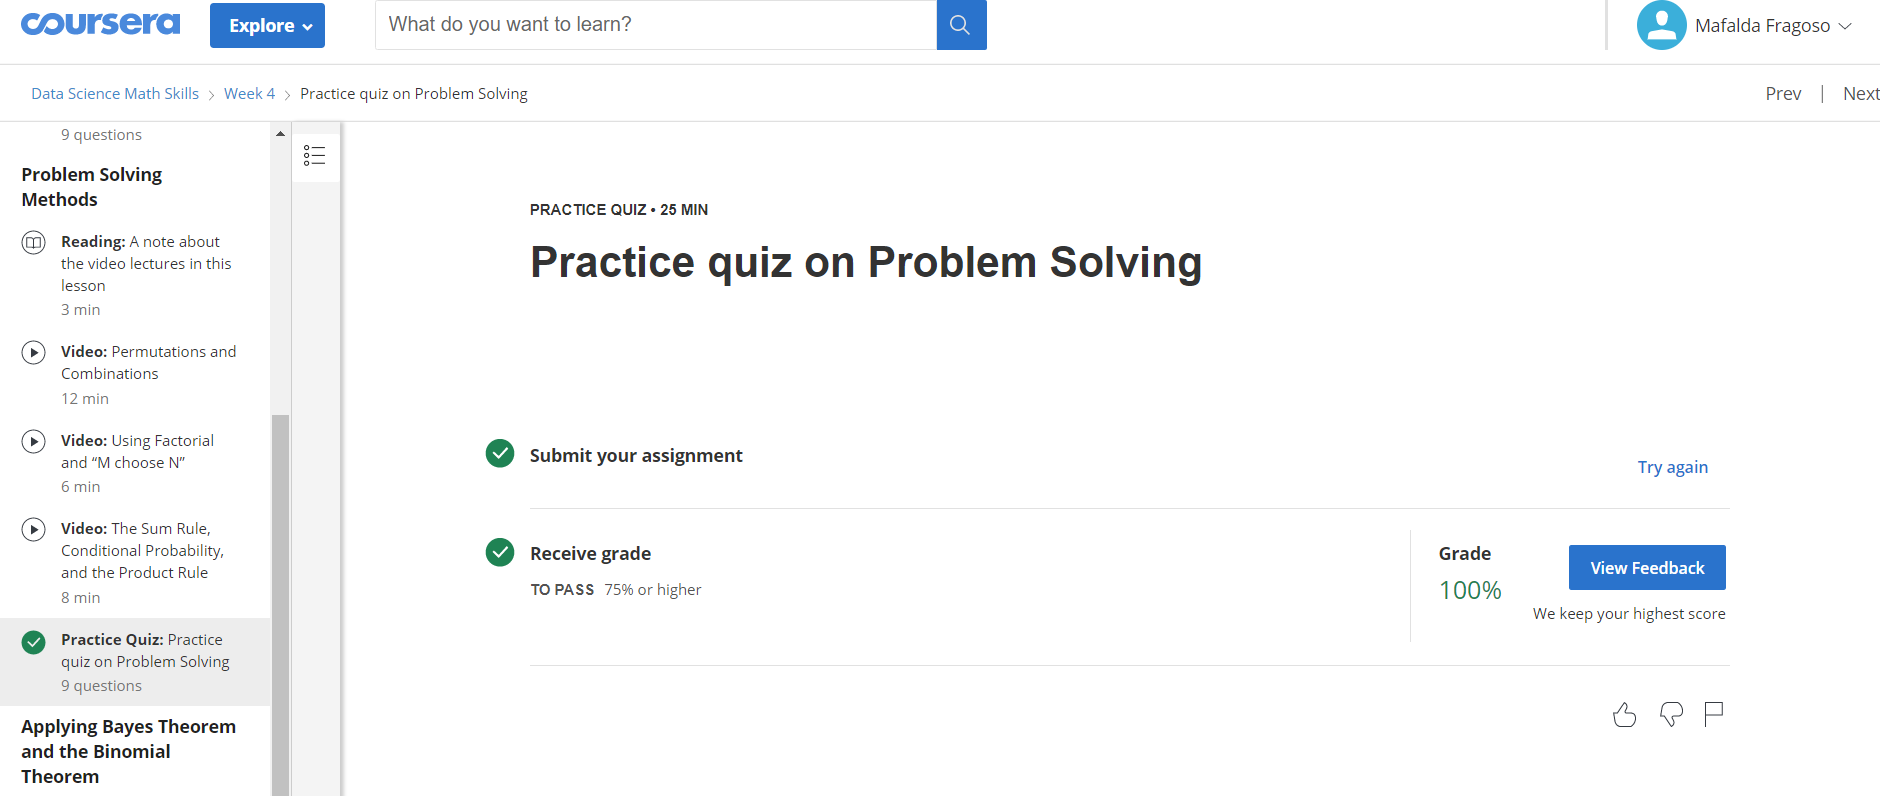 coursera
Explore
What do you want to learn?
Mafalda Fragoso
Data Science Math Skills > Week 4 > Practice quiz on Problem Solving
Prev | Next
9 questions
Problem Solving
Methods
Reading: A note about
the video lectures in this
lesson
3 min
Video: Permutations and
Combinations
12 min
Video: Using Factorial
and “M choose N”
6 min
Video: The Sum Rule,
Conditional Probability,
and the Product Rule
8 min
Practice Quiz: Practice
quiz on Problem Solving
9 questions
Applying Bayes Theorem
and the Binomial
Theorem
PRACTICE QUIZ • 25 MIN
Practice quiz on Problem Solving
Submit your assignment
Try again
Receive grade
TO PASS 75% or higher
Grade
100%
View Feedback
We keep your highest score